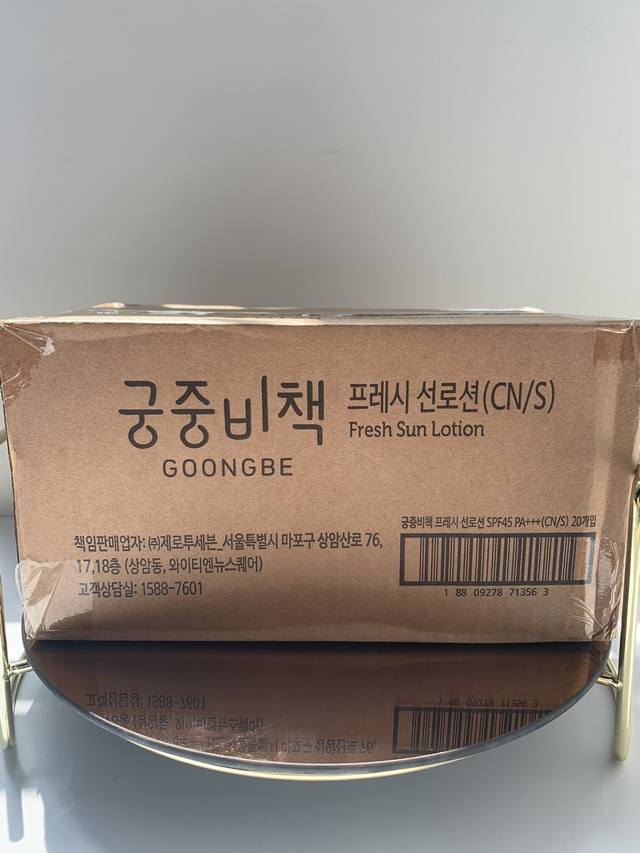 궁중비책
GOONGBE
프레시 선로션(CN/S)
Fresh Sun Lotion
책임판매업자: ㈜제로투세븐_서울특별시 마포구 상암산로 76,
17,18층 (상암동, 와이티엔뉴스퀘어)
고객상담실: 1588-7601
궁중비책 프레시 선로션 SPF45 PA+++(CN/S) 20개입
1 88 09278 71356 3